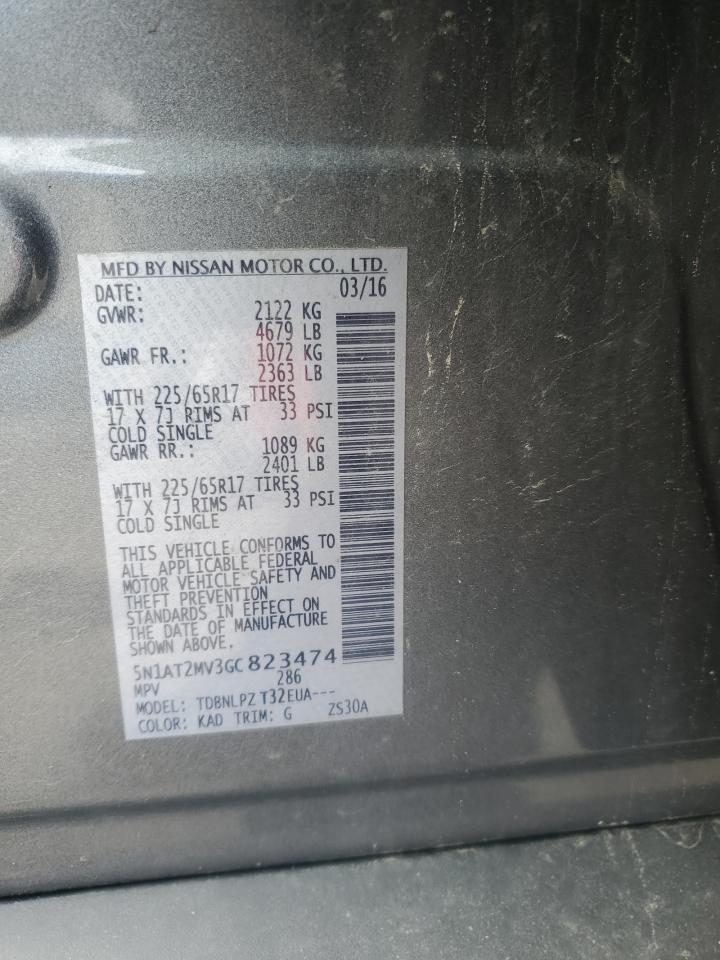 MFD BY NISSAN MOTOR CO., LTD.
DATE: 03/16
GVWR: 2122 KG
4679 LB
GAWR FR.: 1072 KG
2363 LB
WITH 225/65R17 TIRES
17 X 7J RIMS AT 33 PSI
COLD SINGLE
GAWR RR.: 1089 KG
2401 LB
WITH 225/65R17 TIRES
17 X 7J RIMS AT 33 PSI
COLD SINGLE
THIS VEHICLE CONFORMS TO
ALL APPLICABLE FEDERAL
MOTOR VEHICLE SAFETY AND
THEFT PREVENTION
STANDARDS IN EFFECT ON
THE DATE OF MANUFACTURE
SHOWN ABOVE.
5N1AT2MV3GC823474
MPV 286
MODEL: TDBNLPZ T32EUA---
COLOR: KAD TRIM: G ZS30A